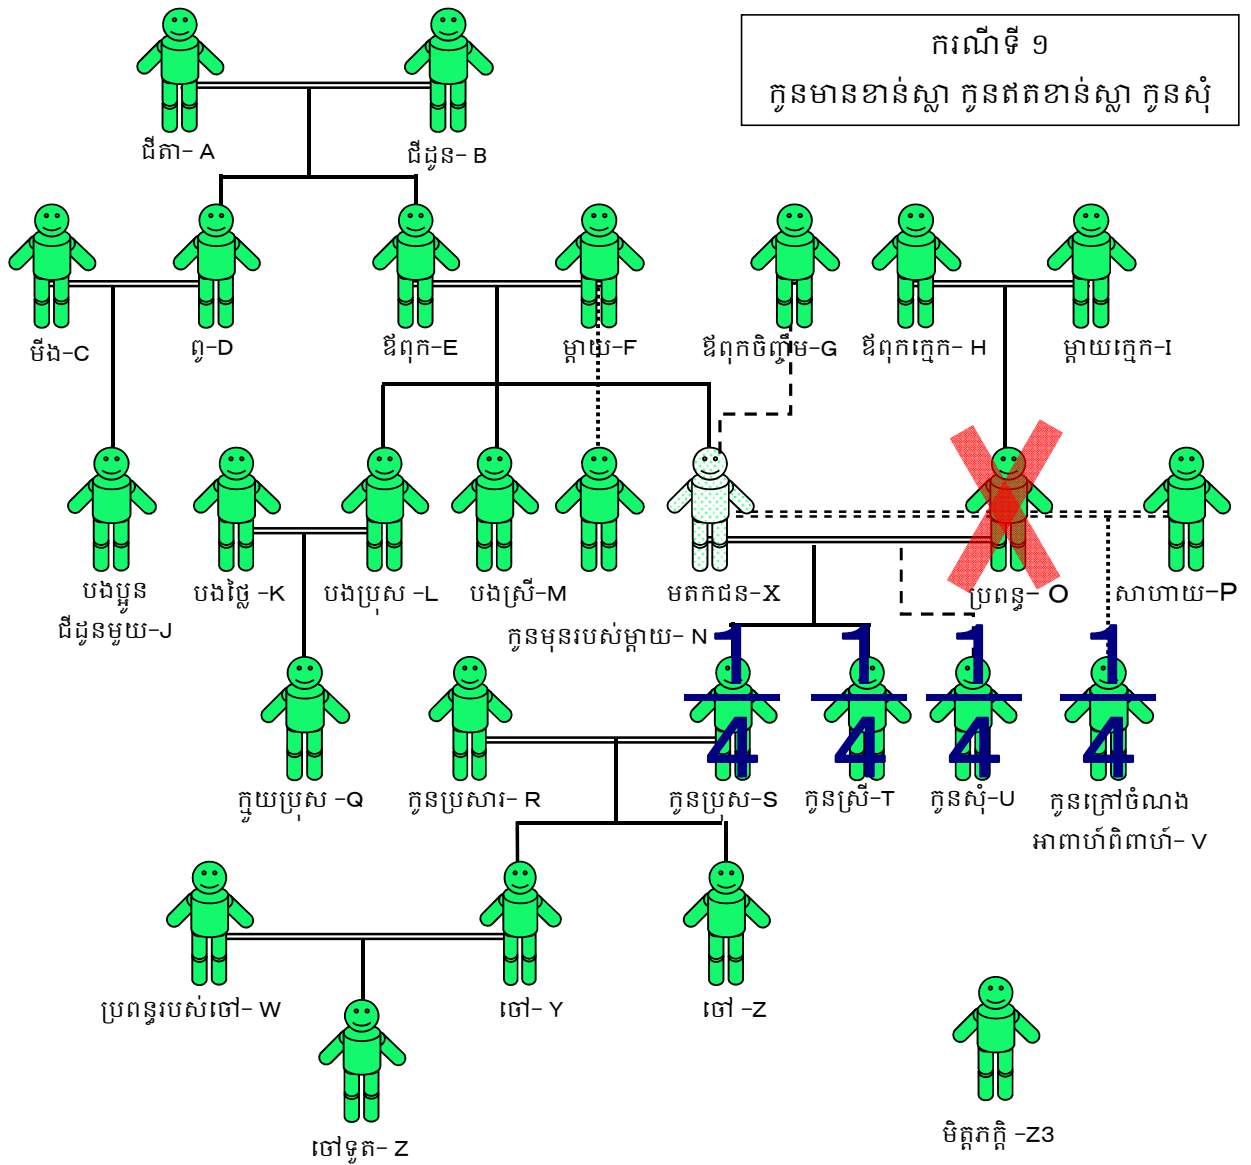 ករណីទី ១
កូនមានខាន់ស្លា កូនឥតខាន់ស្លា កូនសុំ
ជីតា- A
ជីដូន- B
មីង-C
ពូ-D
ឪពុក-E
ម្តាយ-F
ឪពុកចិញ្ចឹម-G
ឪពុកក្មេក- H
ម្តាយក្មេក-I
បងប្អូន
ជីដូនមួយ-J
បងថ្លៃ -K
បងប្រុស -L
បងស្រី-M
កូនមុនរបស់ម្តាយ- N
មតកជន-X
ប្រពន្ធ- O
សាហាយ-P
1
4
1
4
1
4
1
4
ក្មួយប្រុស -Q
កូនប្រសារ- R
កូនប្រុស-S
កូនស្រី-T
កូនសុំ-U
កូនក្រៅចំណង
អាពាហ៍ពិពាហ៍- V
ប្រពន្ធរបស់ចៅ- W
ចៅ- Y
ចៅ -Z
ចៅទួត- Z
មិត្តភក្តិ -Z3